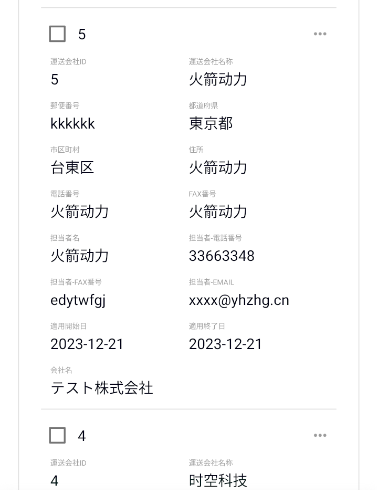 5
運送会社ID 運送会社名称
5 火箭动力
郵便番号 都道府県
kkkkkk 東京都
市区町村 住所
台東区 火箭动力
電話番号 FAX番号
火箭动力 火箭动力
担当者名 担当者-電話番号
火箭动力 33663348
担当者-FAX番号 担当者-EMAIL
edytwfgj xxxx@yhzhg.cn
適用開始日 適用終了日
2023-12-21 2023-12-21
会社名
テスト株式会社
4
運送会社ID 運送会社名称
4 时空科技